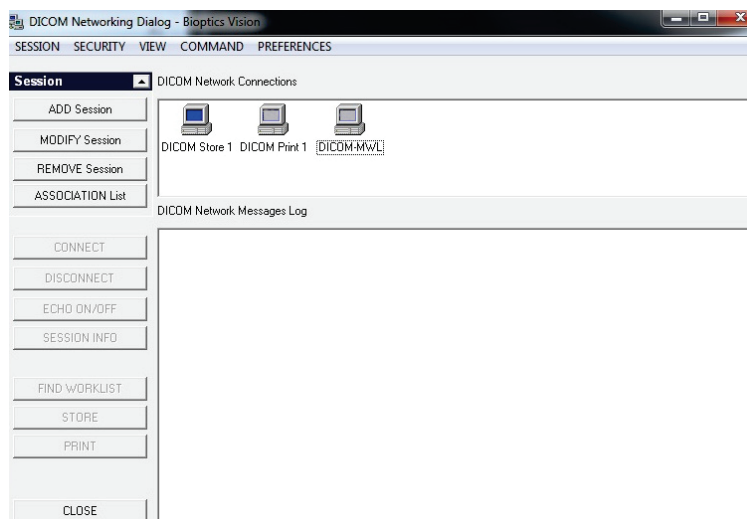 DICOM Networking Dialog - Bioptics Vision
SESSION SECURITY VIEW COMMAND PREFERENCES
Session
ADD Session
MODIFY Session
REMOVE Session
ASSOCIATION List
CONNECT
DISCONNECT
ECHO ON/OFF
SESSION INFO
FIND WORKLIST
STORE
PRINT
CLOSE
DICOM Network Connections
DICOM Store 1 DICOM Print 1 DICOM-MWL
DICOM Network Messages Log